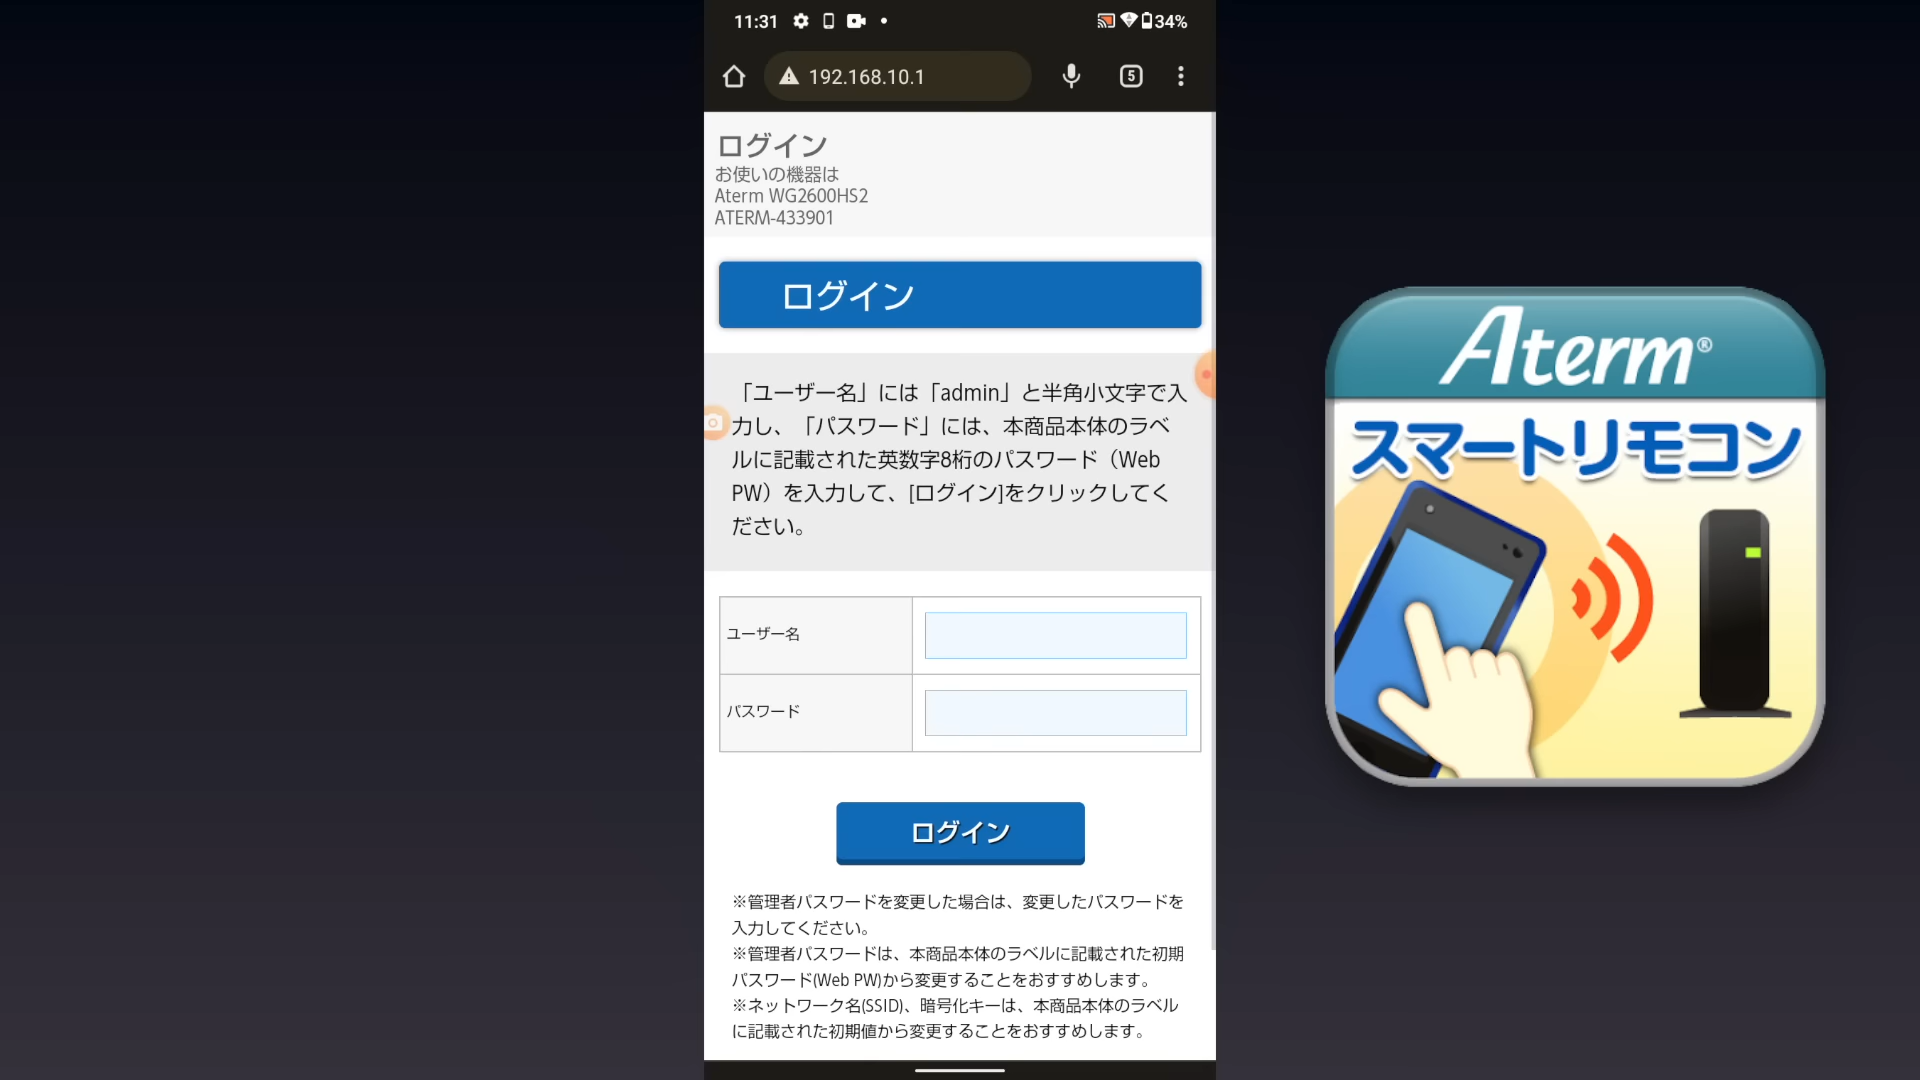 11:31
34%
192.168.10.1
5
ログイン
お使いの機器は
Aterm WG2600HS2
ATERM-433901
ログイン
「ユーザー名」には「admin」と半角小文字で入
力し、「パスワード」には、本商品本体のラベ
ルに記載された英数字8桁のパスワード（Web
PW）を入力して、[ログイン]をクリックしてく
ださい。
ユーザー名
パスワード
ログイン
※管理者パスワードを変更した場合は、変更したパスワードを
入力してください。
※管理者パスワードは、本商品本体のラベルに記載された初期
パスワード(Web PW)から変更することをおすすめします。
※ネットワーク名(SSID)、暗号化キーは、本商品本体のラベル
に記載された初期値から変更することをおすすめします。
Aterm®
スマートリモコン